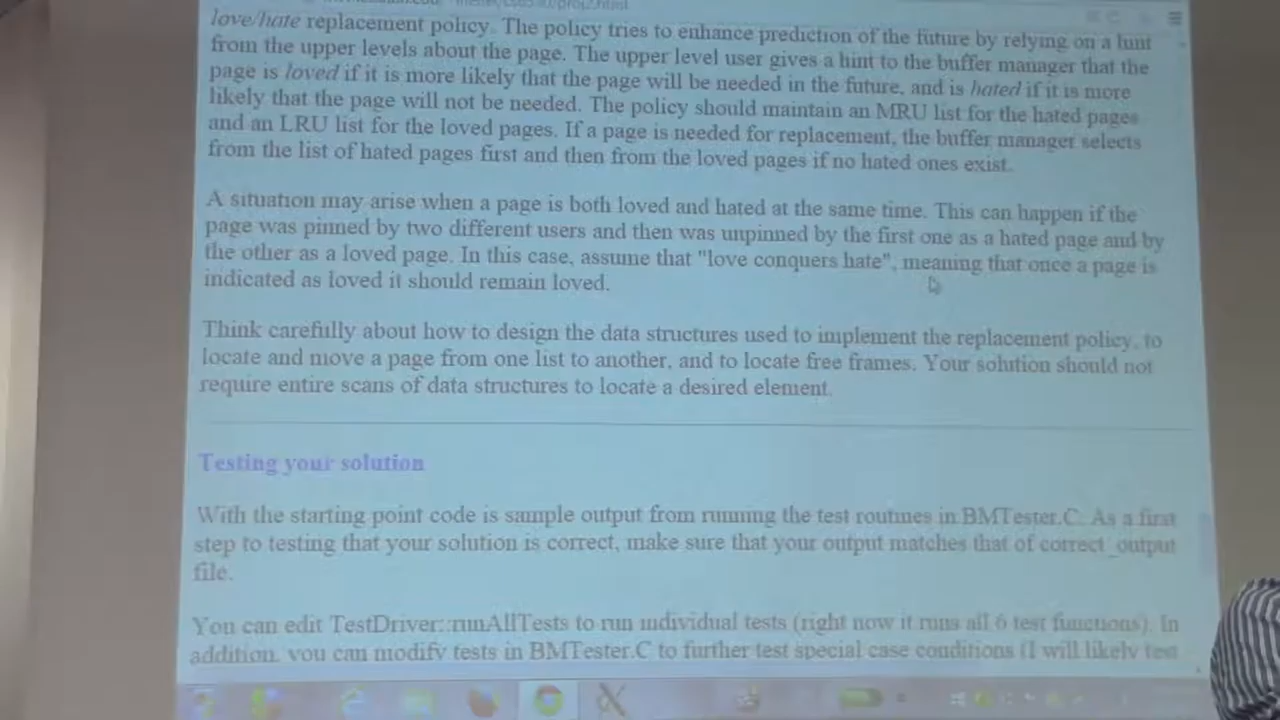 love/hate replacement policy. The policy tries to enhance prediction of the future by relying on a hint
from the upper levels about the page. The upper level user gives a hint to the buffer manager that the
page is loved if it is more likely that the page will be needed in the future, and is hated if it is more
likely that the page will not be needed. The policy should maintain an MRU list for the hated pages
and an LRU list for the loved pages. If a page is needed for replacement, the buffer manager selects
from the list of hated pages first and then from the loved pages if no hated ones exist.
A situation may arise when a page is both loved and hated at the same time. This can happen if the
page was pinned by two different users and then was unpinned by the first one as a hated page and by
the other as a loved page. In this case, assume that "love conquers hate", meaning that once a page is
indicated as loved it should remain loved.
Think carefully about how to design the data structures used to implement the replacement policy, to
locate and move a page from one list to another, and to locate free frames. Your solution should not
require entire scans of data structures to locate a desired element.
Testing your solution
With the starting point code is sample output from running the test routines in BMTester.C. As a first
step to testing that your solution is correct, make sure that your output matches that of correct_output
file.
You can edit TestDriver::runAllTests to run individual tests (right now it runs all 6 test functions). In
addition, you can modify tests in BMTester.C to further test special case conditions (I will likely test